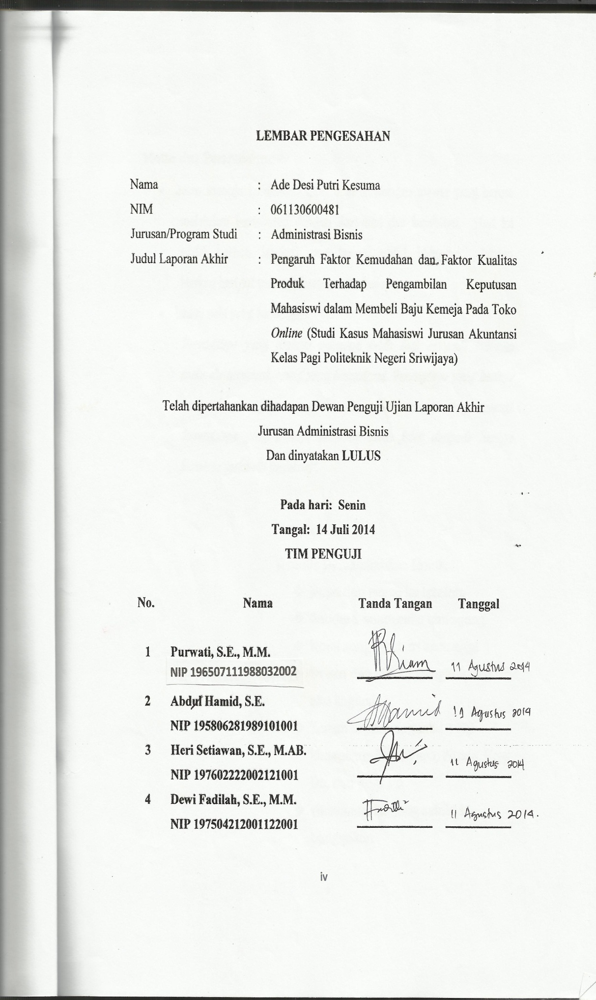 LEMBAR PENGESAHAN
Nama : Ade Desi Putri Kesuma
NIM : 061130600481
Jurusan/Program Studi : Administrasi Bisnis
Judul Laporan Akhir : Pengaruh Faktor Kemudahan dan Faktor Kualitas
Produk Terhadap Pengambilan Keputusan
Mahasiswi dalam Membeli Baju Kemeja Pada Toko
Online (Studi Kasus Mahasiswi Jurusan Akuntansi
Kelas Pagi Politeknik Negeri Sriwijaya)
Telah dipertahankan dihadapan Dewan Penguji Ujian Laporan Akhir
Jurusan Administrasi Bisnis
Dan dinyatakan LULUS
Pada hari: Senin
Tangal: 14 Juli 2014
TIM PENGUJI
No. Nama Tanda Tangan Tanggal
1 Purwati, S.E., M.M.
NIP 196507111988032002 11 Agustus 2014
2 Abdul Hamid, S.E.
Hamid 11 Agustus 2014
NIP 195806281989101001
3 Heri Setiawan, S.E., M.AB.
11 Agustus 2014
NIP 197602222002121001
4 Dewi Fadilah, S.E., M.M.
11 Agustus 2014.
NIP 197504212001122001
iv